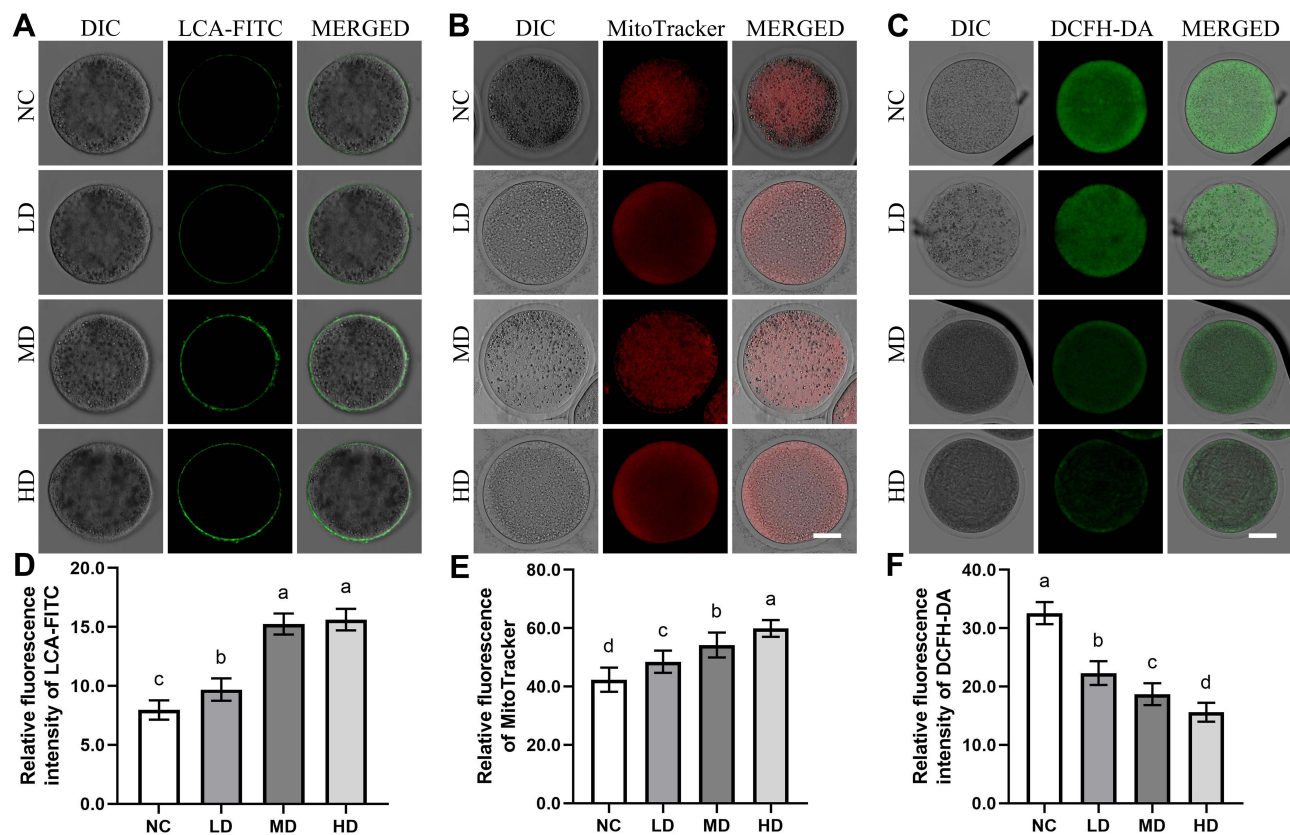 A
DIC LCA-FITC MERGED
NC
LD
MD
HD
B
DIC MitoTracker MERGED
NC
LD
MD
HD
C
DIC DCFH-DA MERGED
NC
LD
MD
HD
D
Relative fluorescence
intensity of LCA-FITC
20.0
15.0
10.0
5.0
0.0
c b a a
NC LD MD HD
E
Relative fluorescence
of MitoTracker
80.0
60.0
40.0
20.0
0.0
d c b a
NC LD MD HD
F
Relative fluorescence
intensity of DCFH-DA
40.0
30.0
20.0
10.0
0.0
a b c d
NC LD MD HD